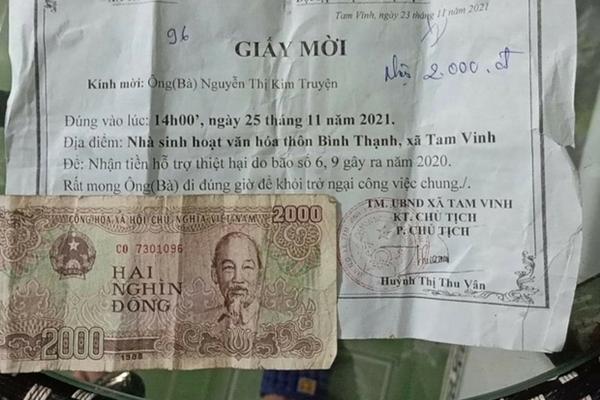 Tam Vinh, ngày 23 tháng 11 năm 2021
96
GIẤY MỜI
Kính mời: Ông(Bà) Nguyễn Thị Kim Truyện
2.000.đ
Đúng vào lúc: 14h00', ngày 25 tháng 11 năm 2021.
Địa điểm: Nhà sinh hoạt văn hóa thôn Bình Thạnh, xã Tam Vinh
Đê: Nhận tiền hỗ trợ thiệt hại do bão số 6, 9 gây ra năm 2020.
Rất mong Ông(Bà) đi đúng giờ để khỏi trở ngại công việc chung./.
TM. UBND XÃ TAM VINH
KT. CHỦ TỊCH
P. CHỦ TỊCH
Huỳnh Thị Thu Vân
CỘNG HÒA XÃ HỘI CHỦ NGHĨA VIỆT NAM
2000
CO 7301096
HAI
NGHÌN
ĐỒNG
2000
1988